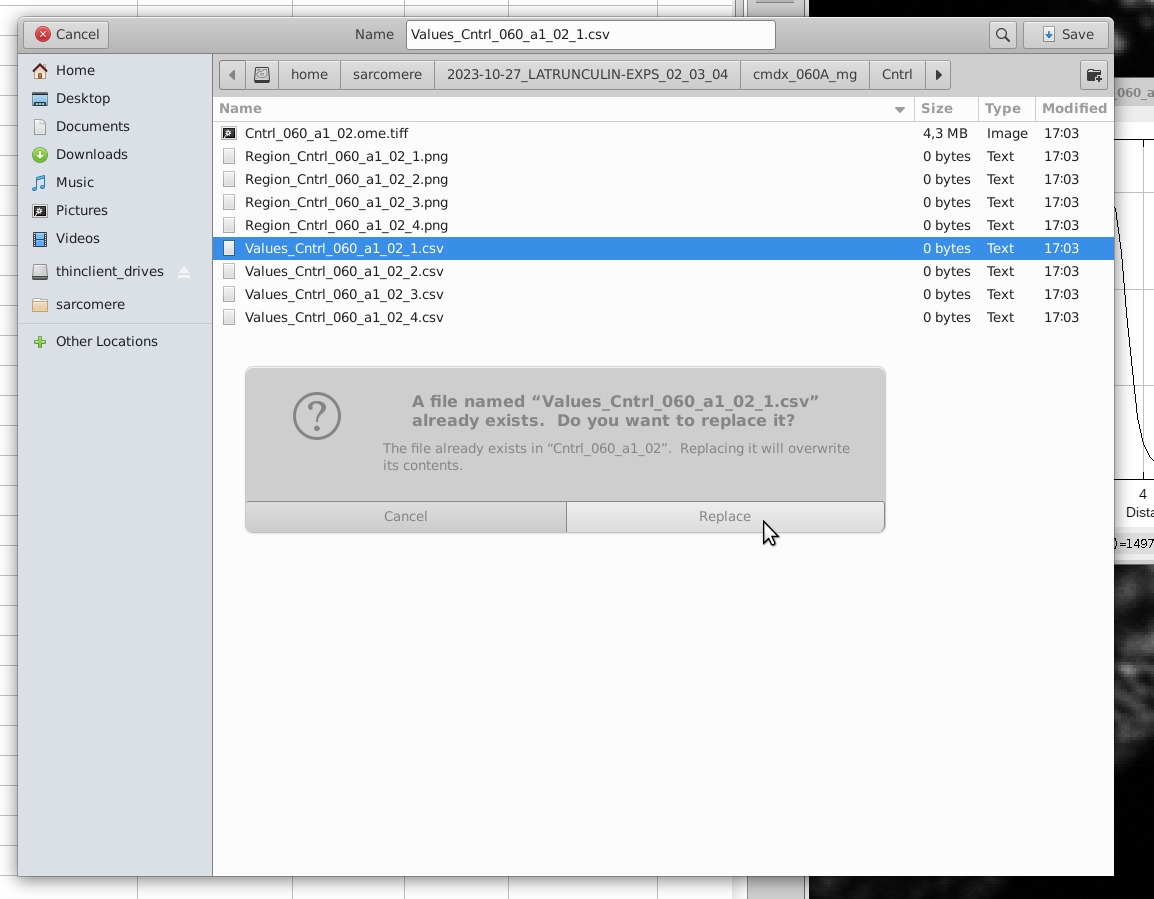 Cancel
Name
Values_Cntrl_060_a1_02_1.csv
Save
Home
Desktop
Documents
Downloads
Music
Pictures
Videos
thinclient_drives
sarcomere
Other Locations
home sarcomere 2023-10-27_LATRUNCULIN-EXPS_02_03_04 cmdx_060A_mg Cntrl
Name Size Type Modified
Cntrl_060_a1_02.ome.tiff 4,3 MB Image 17:03
Region_Cntrl_060_a1_02_1.png 0 bytes Text 17:03
Region_Cntrl_060_a1_02_2.png 0 bytes Text 17:03
Region_Cntrl_060_a1_02_3.png 0 bytes Text 17:03
Region_Cntrl_060_a1_02_4.png 0 bytes Text 17:03
Values_Cntrl_060_a1_02_1.csv 0 bytes Text 17:03
Values_Cntrl_060_a1_02_2.csv 0 bytes Text 17:03
Values_Cntrl_060_a1_02_3.csv 0 bytes Text 17:03
Values_Cntrl_060_a1_02_4.csv 0 bytes Text 17:03
A file named “Values_Cntrl_060_a1_02_1.csv”
already exists. Do you want to replace it?
The file already exists in “Cntrl_060_a1_02”. Replacing it will overwrite
its contents.
Cancel Replace
_060_a
4
Dista
)=1497